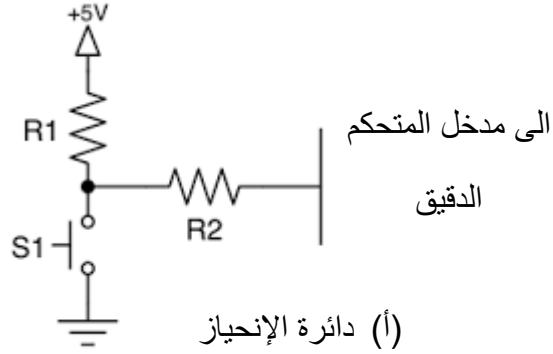 +5V
R1
الى مدخل المتحكم
الدقيق
R2
S1
(أ) دائرة الإنحياز